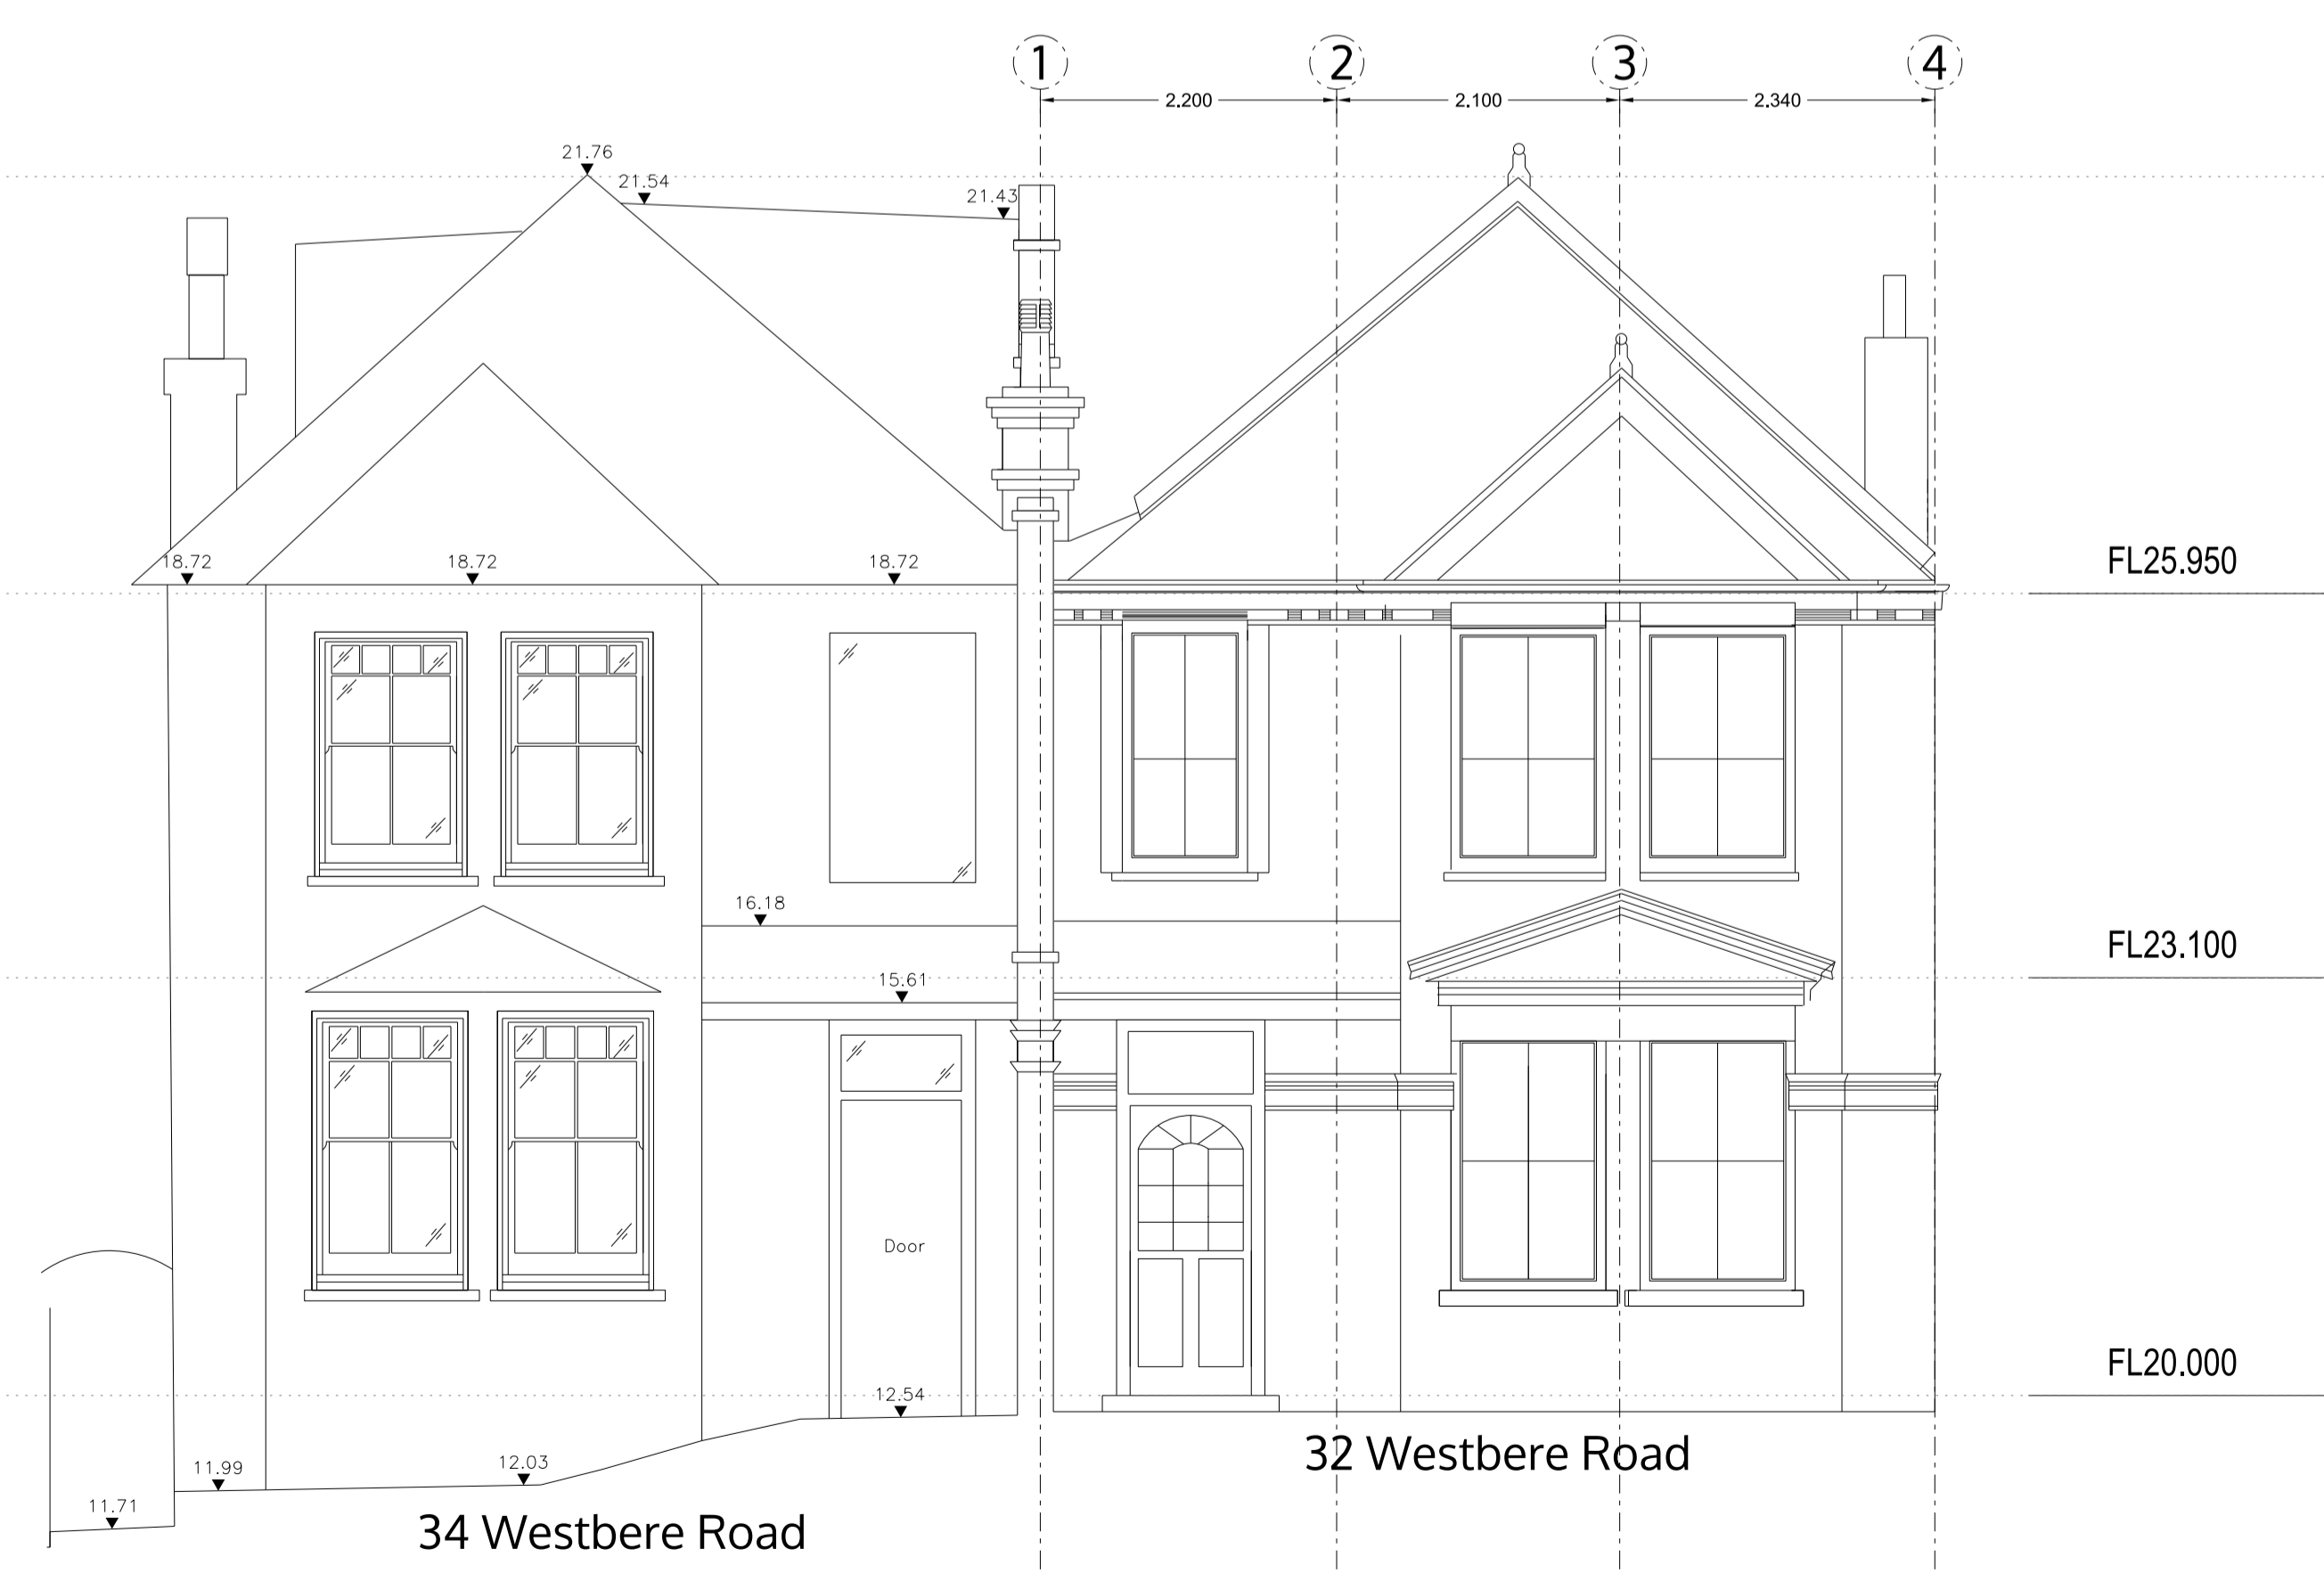 1 2 3 4
2.200 2.100 2.340
21.76
21.54
21.43
18.72 18.72 18.72
FL25.950
16.18
FL23.100
15.61
Door
FL20.000
12.54
32 Westbere Road
12.03
11.99
11.71
34 Westbere Road